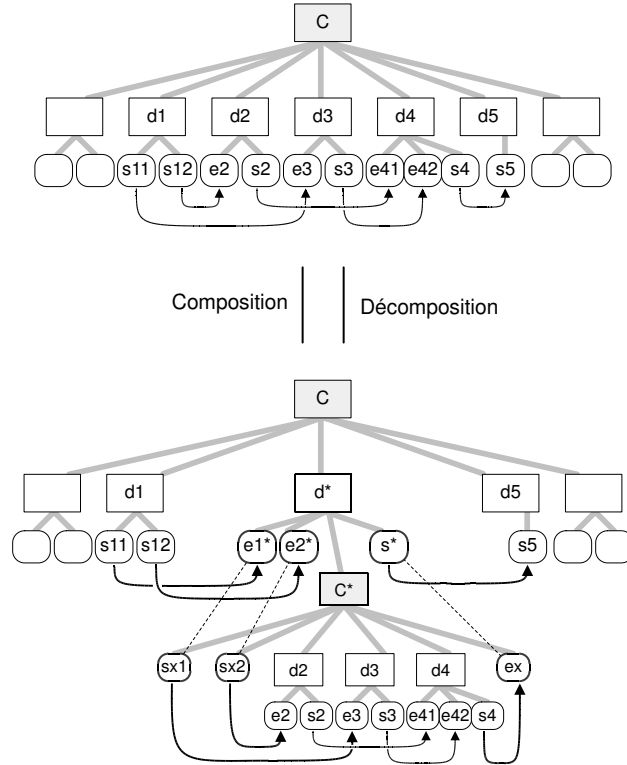 C
d1 d2 d3 d4 d5
s11 s12 e2 s2 e3 s3 e41 e42 s4 s5
Composition Décomposition
C
d1 d* d5
s11 s12 e1* e2* s* s5
C*
sx1 sx2 d2 d3 d4 ex
e2 s2 e3 s3 e41 e42 s4